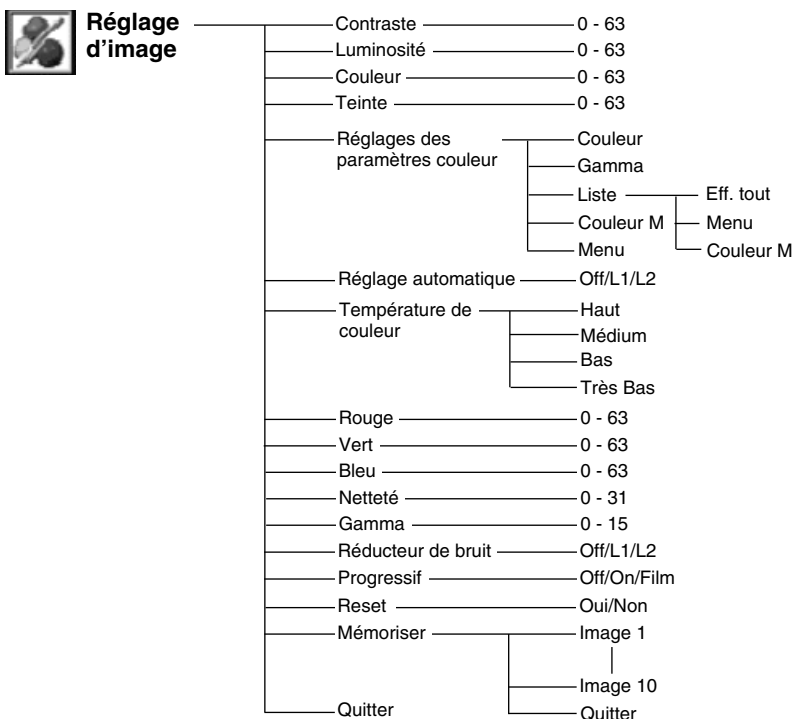 Réglage
d'image
Contraste 0 - 63
Luminosité 0 - 63
Couleur 0 - 63
Teinte 0 - 63
Réglages des
paramètres couleur
Couleur
Gamma
Liste
Eff. tout
Couleur M
Menu
Menu
Couleur M
Réglage automatique Off/L1/L2
Température de
couleur
Haut
Médium
Bas
Très Bas
Rouge 0 - 63
Vert 0 - 63
Bleu 0 - 63
Netteté 0 - 31
Gamma 0 - 15
Réducteur de bruit Off/L1/L2
Progressif Off/On/Film
Reset Oui/Non
Mémoriser Image 1
Image 10
Quitter Quitter